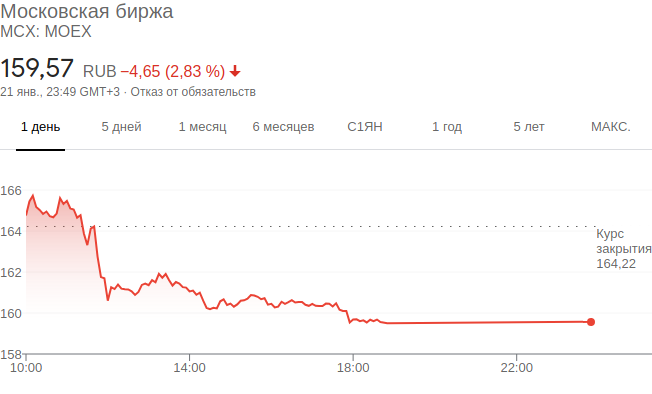 Московская биржа
MCX: MOEX
159,57 RUB −4,65 (2,83 %)
21 янв., 23:49 GMT+3 · Отказ от обязательств
1 день 5 дней 1 месяц 6 месяцев С1ЯН 1 год 5 лет МАКС.
166
164
162
160
158
Курс
закрытия
164,22
10:00 14:00 18:00 22:00